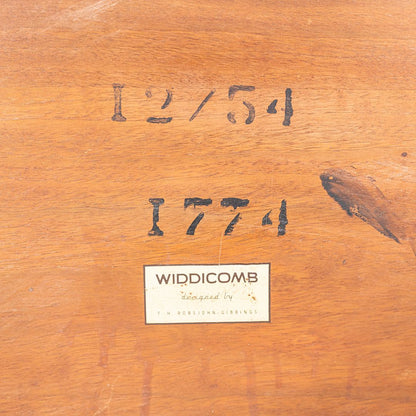 12/54
1774
WIDDICOMB
designed by
T. H. ROBSJOHN-GIBBINGS